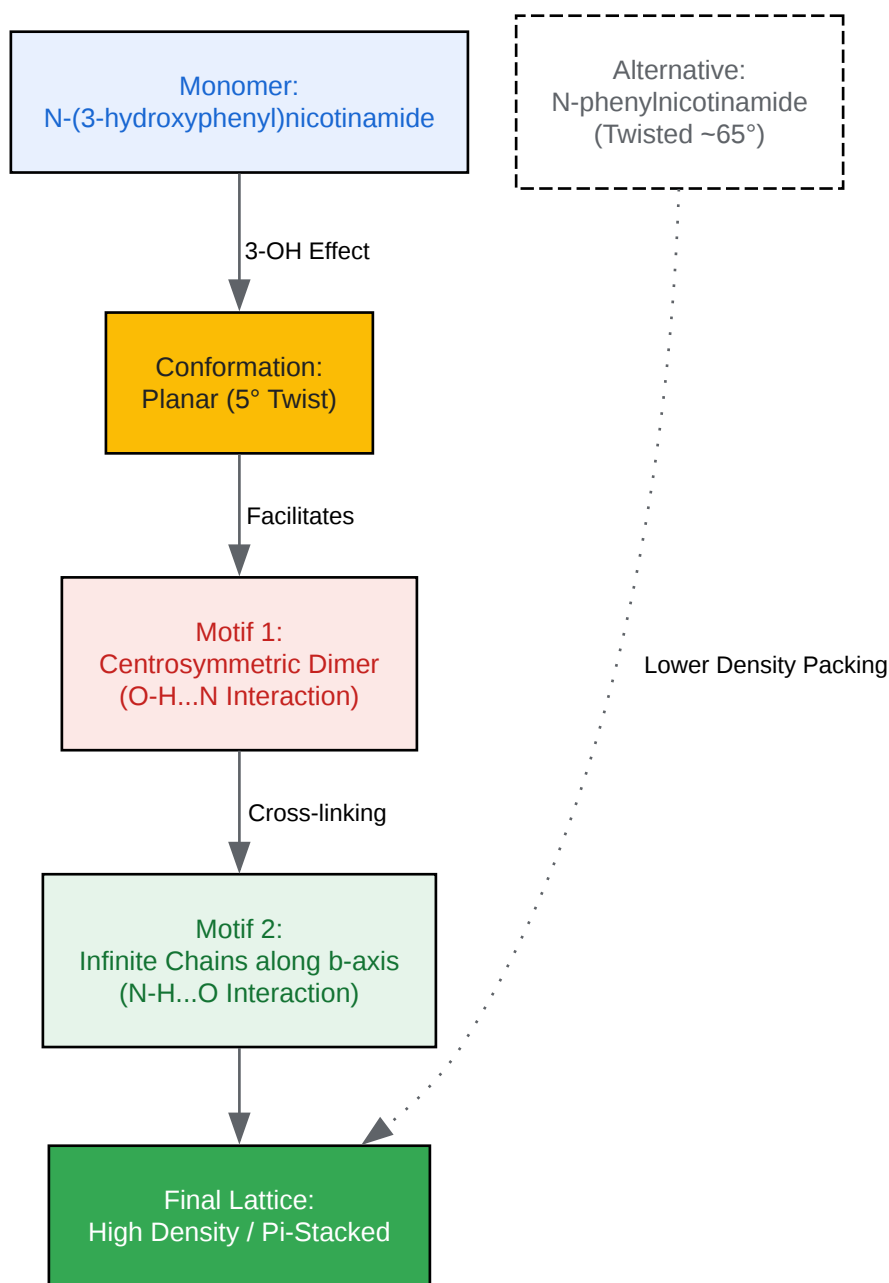 Monomer:
N-(3-hydroxyphenyl)nicotinamide
Alternative:
N-phenylnicotinamide
(Twisted ~65°)
3-OH Effect
Conformation:
Planar (5° Twist)
Facilitates
Motif 1:
Centrosymmetric Dimer
(O-H...N Interaction)
Lower Density Packing
Cross-linking
Motif 2:
Infinite Chains along b-axis
(N-H...O Interaction)
Final Lattice:
High Density / Pi-Stacked